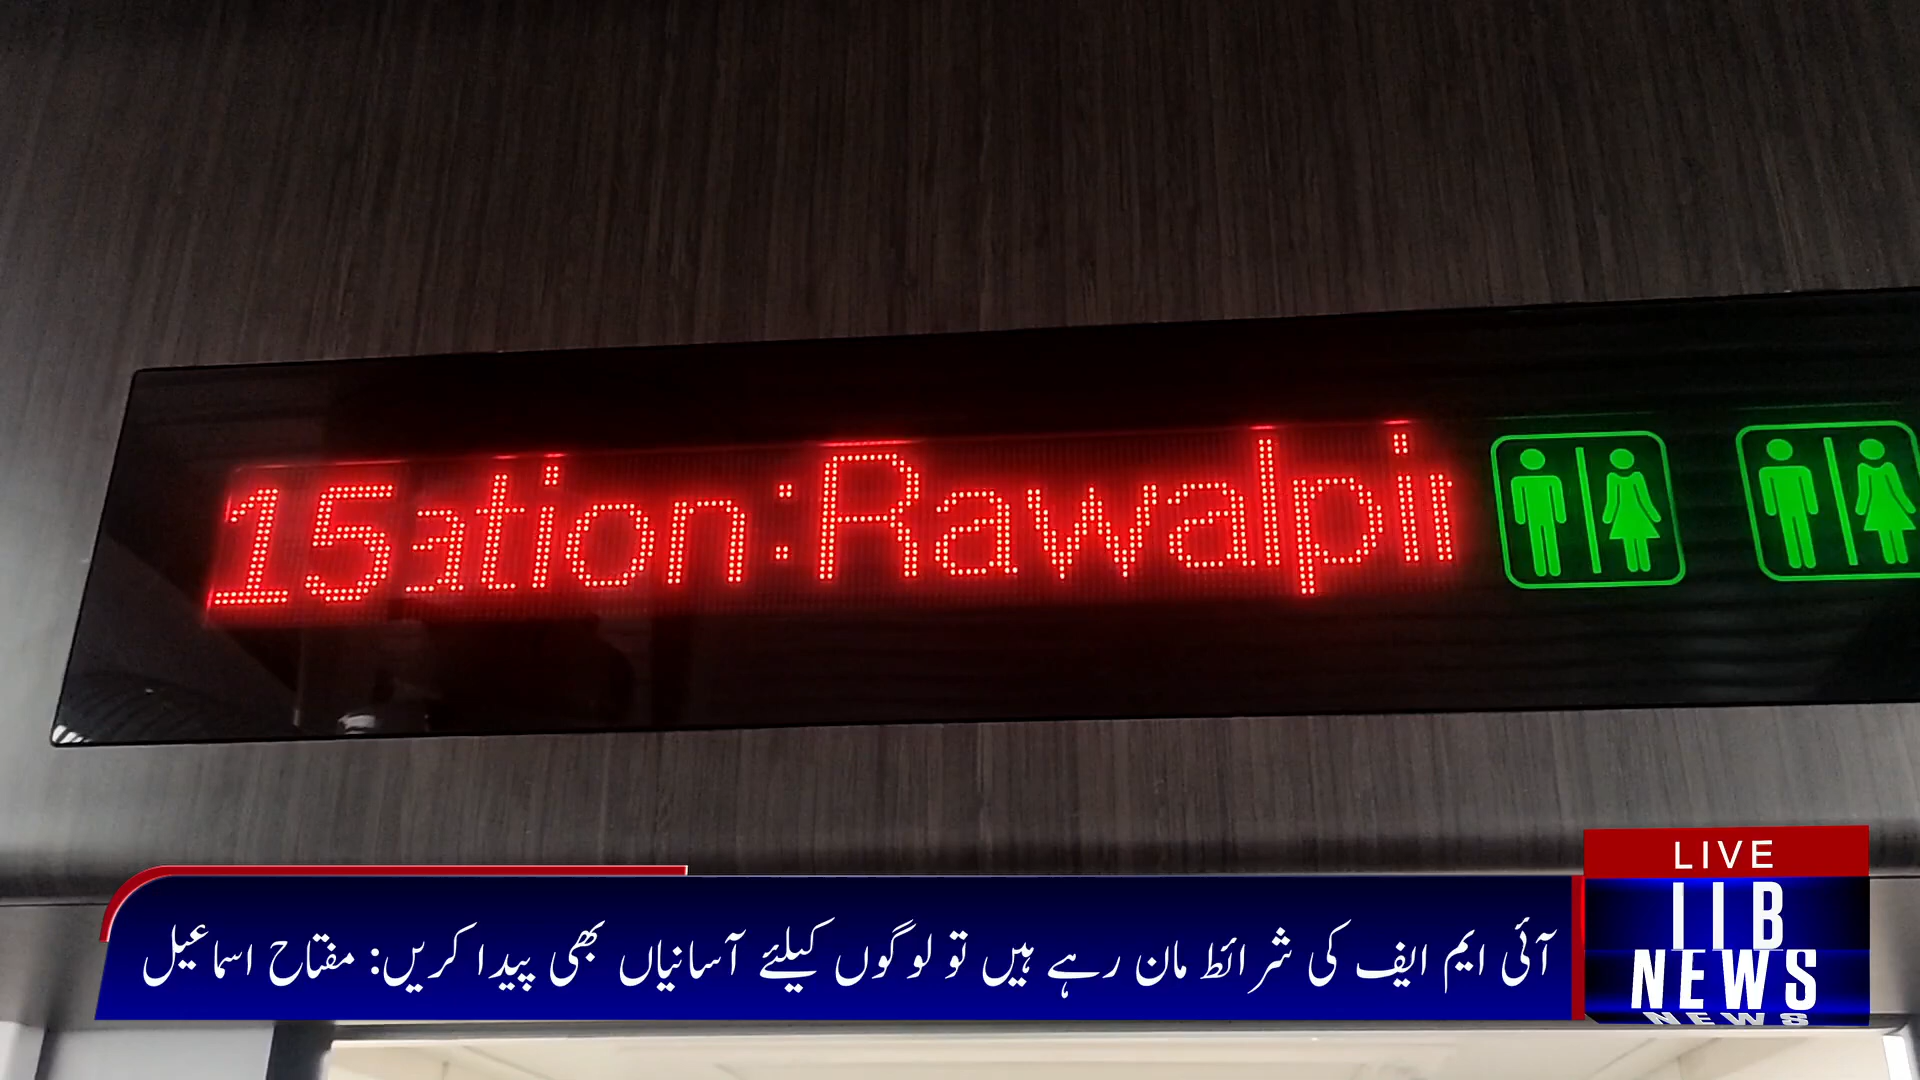 15ation:Rawalpin
LIVE
IIB
NEWS
آئی ایم ایف کی شرائط مان رہے ہیں تو لوگوں کیلئے آسانیاں بھی پیدا کریں: مفتاح اسماعیل